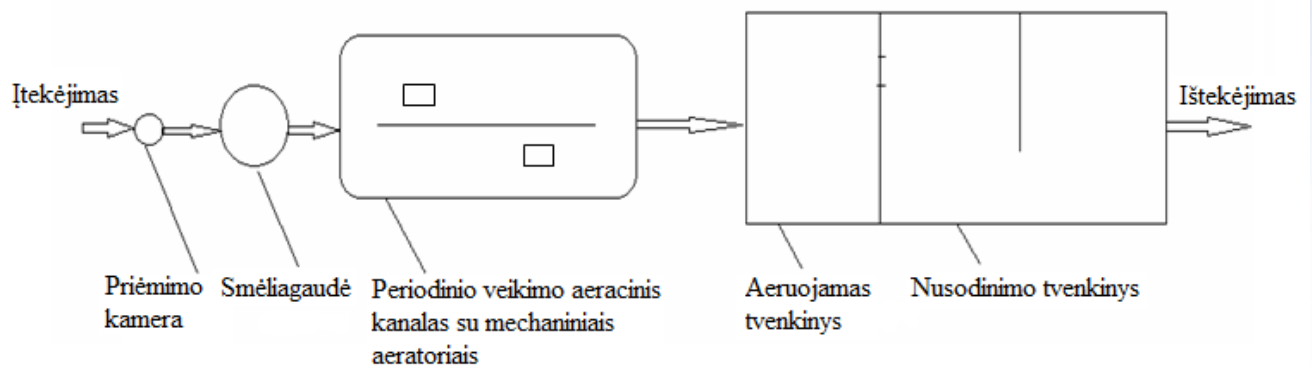 Įtekėjimas
Ištekėjimas
Priėmimo
kamera
Smėliagaudė
Periodinio veikimo aeracinis
kanalas su mechaniniais
aeratoriais
Aeruojamas
tvenkinys
Nusodinimo tvenkinys